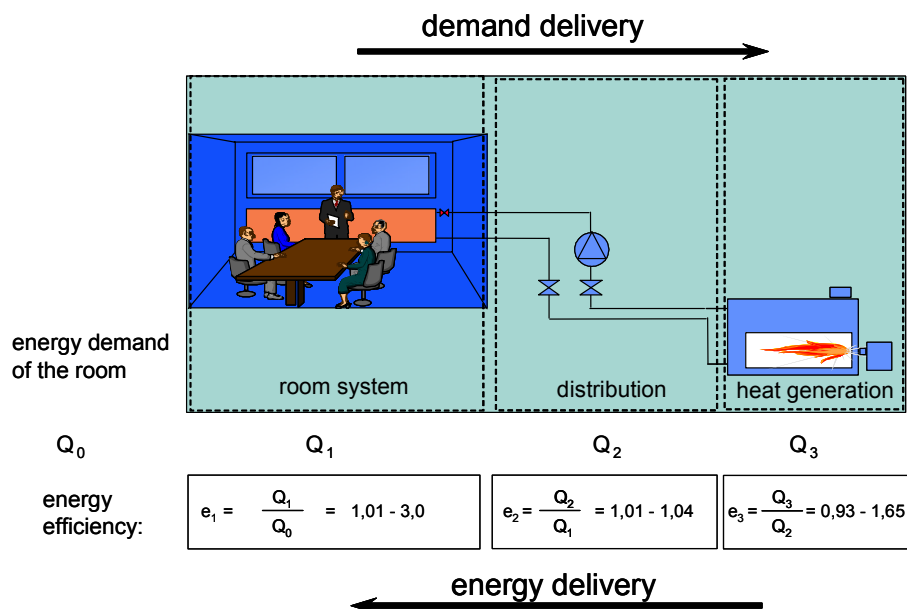 demand delivery
energy demand
of the room
room system
distribution
heat generation
Q0
Q1
Q2
Q3
energy
efficiency:
e1 = Q1 / Q0 = 1,01 - 3,0
e2 = Q2 / Q1 = 1,01 - 1,04
e3 = Q3 / Q2 = 0,93 - 1,65
energy delivery